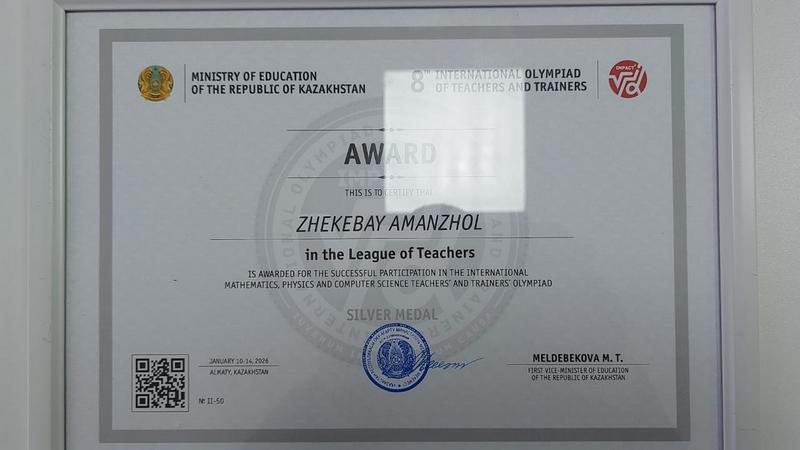 MINISTRY OF EDUCATION
OF THE REPUBLIC OF KAZAKHSTAN
8TH INTERNATIONAL OLYMPIAD
OF TEACHERS AND TRAINERS
IMPACT
AWARD
THIS IS TO CERTIFY THAT
ZHEKEBAY AMANZHOL
in the League of Teachers
IS AWARDED FOR THE SUCCESSFUL PARTICIPATION IN THE INTERNATIONAL
MATHEMATICS, PHYSICS AND COMPUTER SCIENCE TEACHERS' AND TRAINERS' OLYMPIAD
SILVER MEDAL
JANUARY 10-14, 2026
ALMATY, KAZAKHSTAN
№ II-50
MELDEBEKOVA M. T.
FIRST VICE-MINISTER OF EDUCATION
OF THE REPUBLIC OF KAZAKHSTAN